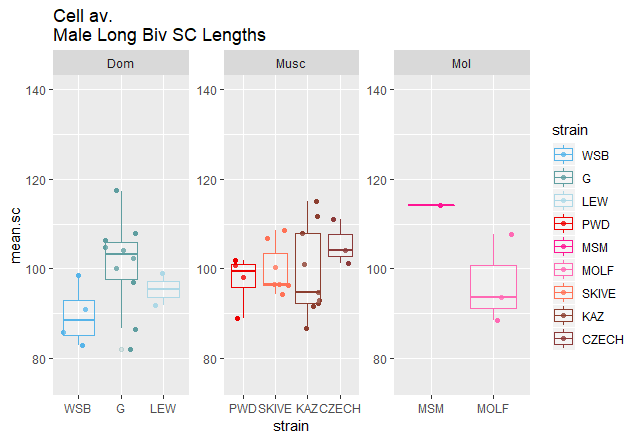 Cell av.
Male Long Biv SC Lengths
Dom Musc Mol
140 140 140
120 120 120
100 100 100
80 80 80
mean.sc
WSB G LEW PWD SKIVE KAZ CZECH MSM MOLF
strain
strain
WSB
G
LEW
PWD
MSM
MOLF
SKIVE
KAZ
CZECH